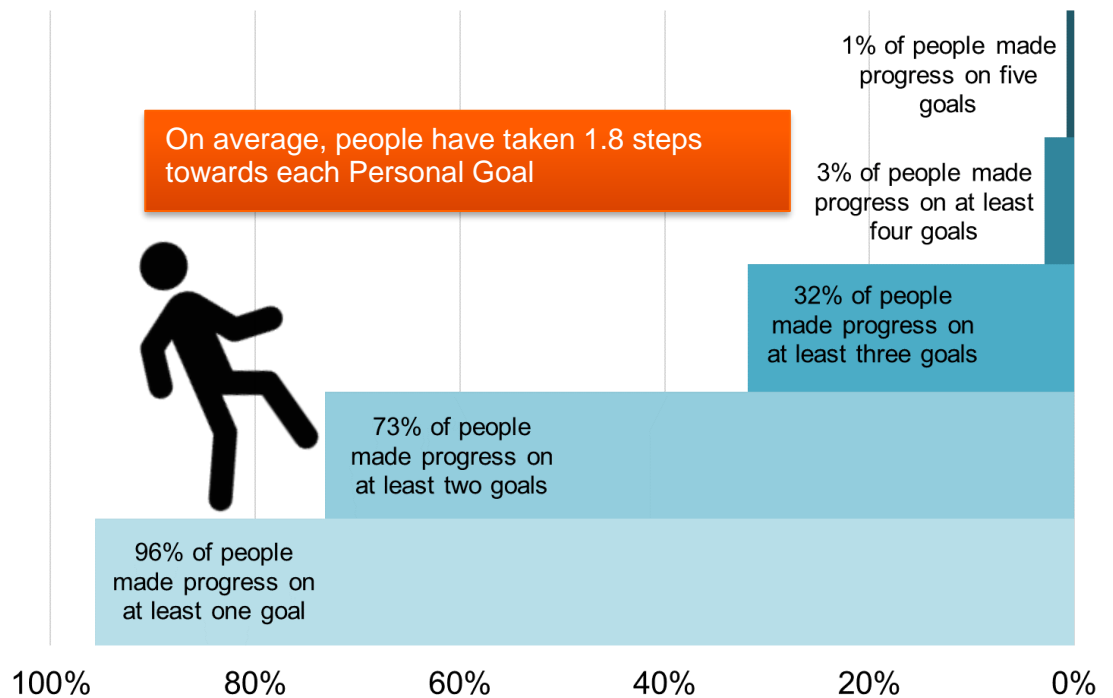 1% of people made
progress on five
goals
On average, people have taken 1.8 steps
towards each Personal Goal
3% of people made
progress on at least
four goals
32% of people
made progress on
at least three goals
73% of people
made progress on
at least two goals
96% of people
made progress on
at least one goal
100% 80% 60% 40% 20% 0%